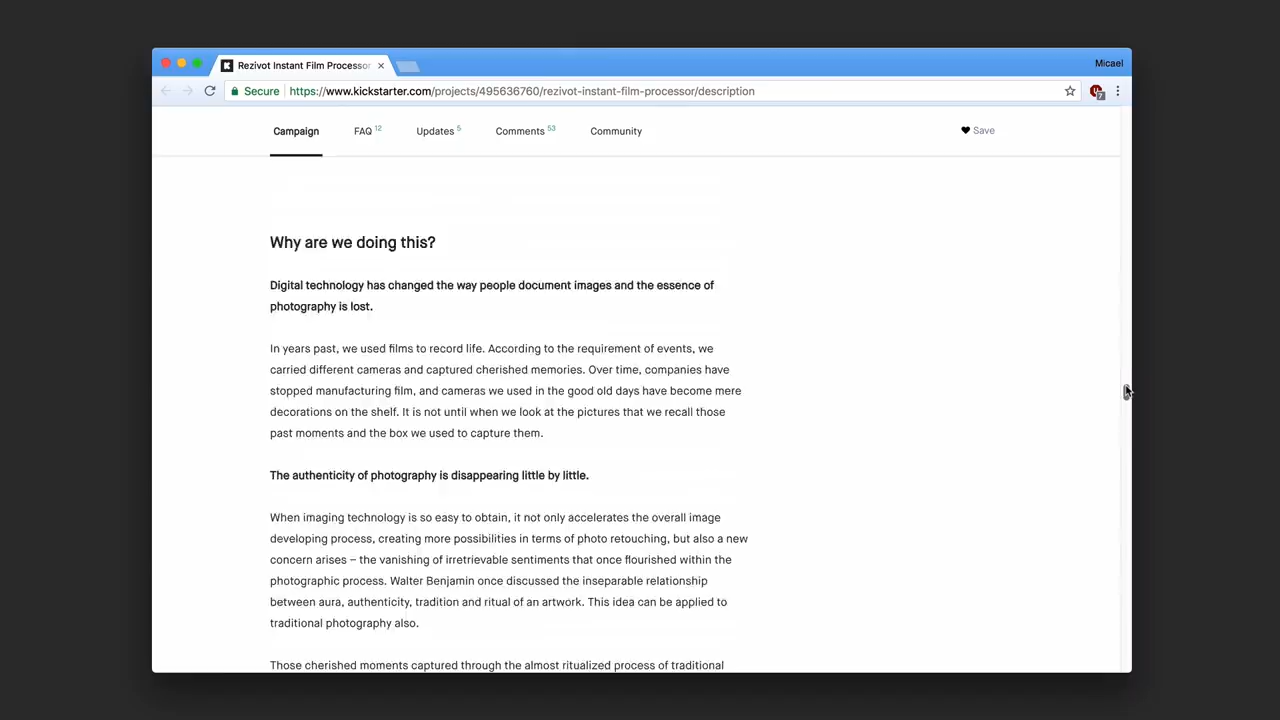 Rezivot Instant Film Processor
Micael
Secure https://www.kickstarter.com/projects/495636760/rezivot-instant-film-processor/description
7
Campaign FAQ 12 Updates 5 Comments 53 Community Save
Why are we doing this?
Digital technology has changed the way people document images and the essence of
photography is lost.
In years past, we used films to record life. According to the requirement of events, we
carried different cameras and captured cherished memories. Over time, companies have
stopped manufacturing film, and cameras we used in the good old days have become mere
decorations on the shelf. It is not until when we look at the pictures that we recall those
past moments and the box we used to capture them.
The authenticity of photography is disappearing little by little.
When imaging technology is so easy to obtain, it not only accelerates the overall image
developing process, creating more possibilities in terms of photo retouching, but also a new
concern arises – the vanishing of irretrievable sentiments that once flourished within the
photographic process. Walter Benjamin once discussed the inseparable relationship
between aura, authenticity, tradition and ritual of an artwork. This idea can be applied to
traditional photography also.
Those cherished moments captured through the almost ritualized process of traditional